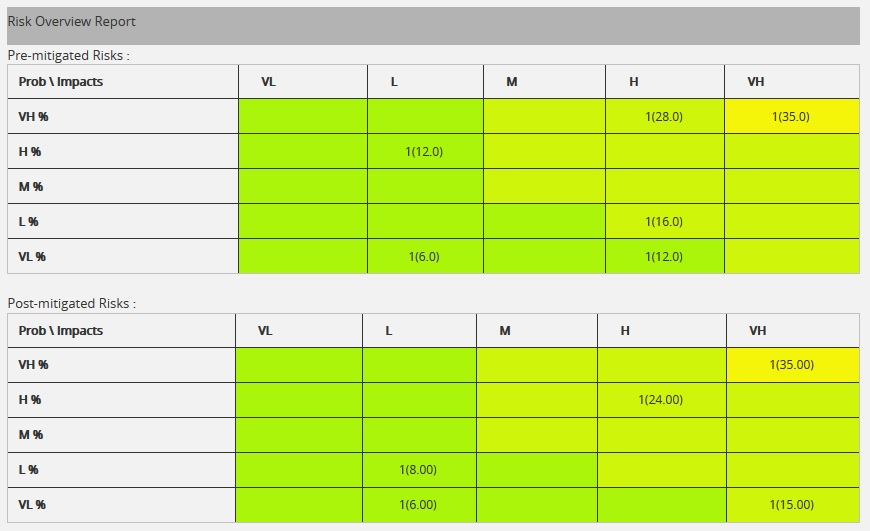 Risk Overview Report
Pre-mitigated Risks :
Prob \ Impacts VL L M H VH
VH % 1(28.0) 1(35.0)
H % 1(12.0)
M %
L % 1(16.0)
VL % 1(6.0) 1(12.0)
Post-mitigated Risks :
Prob \ Impacts VL L M H VH
VH % 1(35.00)
H % 1(24.00)
M %
L % 1(8.00)
VL % 1(6.00) 1(15.00)